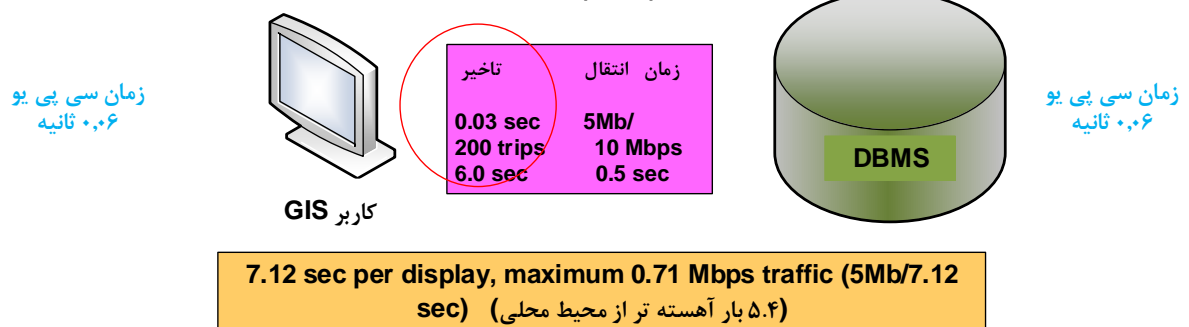 زمان سی پی یو
۰,۰۶ ثانیه
تاخیر زمان انتقال
0.03 sec 5Mb/
200 trips 10 Mbps
6.0 sec 0.5 sec
DBMS
زمان سی پی یو
۰,۰۶ ثانیه
کاربر GIS
7.12 sec per display, maximum 0.71 Mbps traffic (5Mb/7.12
sec) (۵.۴ بار آهسته تر از محیط محلی)